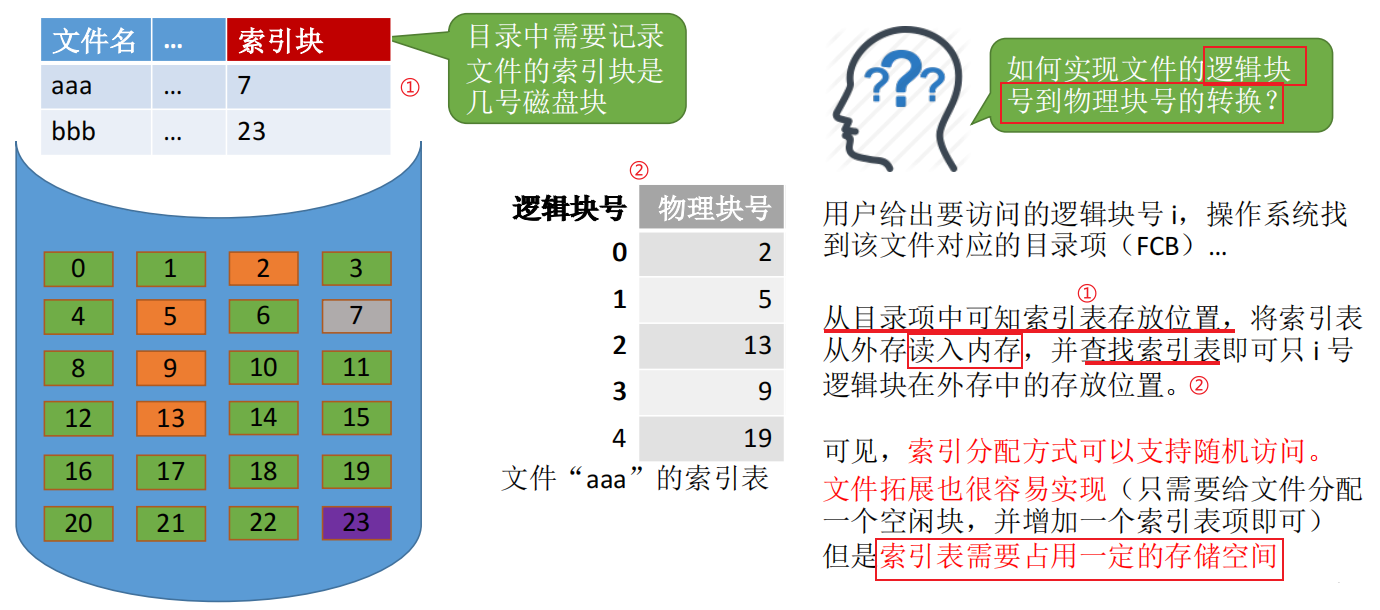 文件名 … 索引块
aaa … 7
bbb … 23
①
目录中需要记录
文件的索引块是
几号磁盘块
0 1 2 3
4 5 6 7
8 9 10 11
12 13 14 15
16 17 18 19
20 21 22 23
②
逻辑块号 物理块号
0 2
1 5
2 13
3 9
4 19
文件“aaa”的索引表
???
如何实现文件的逻辑块
号到物理块号的转换？
用户给出要访问的逻辑块号 i，操作系统找
到该文件对应的目录项（FCB）…
①
从目录项中可知索引表存放位置，将索引表
从外存读入内存，并查找索引表即可只 i 号
逻辑块在外存中的存放位置。②
可见，索引分配方式可以支持随机访问。
文件拓展也很容易实现（只需要给文件分配
一个空闲块，并增加一个索引表项即可）
但是索引表需要占用一定的存储空间